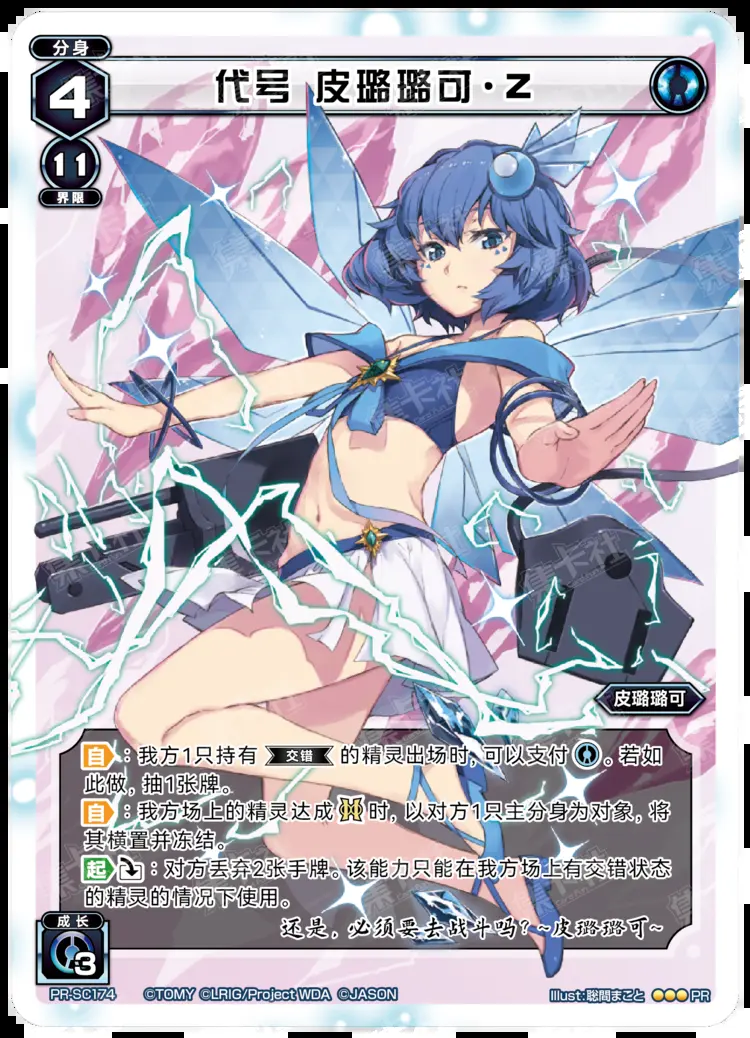 分身
4
代号 皮璐璐可·Z
11
界限
皮璐璐可
自：我方1只持有 交错 的精灵出场时，可以支付 。若如
此做，抽1张牌。
自：我方场上的精灵达成 时，以对方1只主分身为对象，将
其横置并冻结。
起 ：对方丢弃2张手牌。该能力只能在我方场上有交错状态
的精灵的情况下使用。
还是，必须要去战斗吗？~皮璐璐可~
成长
3
PR-SC174 ©TOMY ©LRIG/Project WDA ©JASON Illust:聡間まこと PR